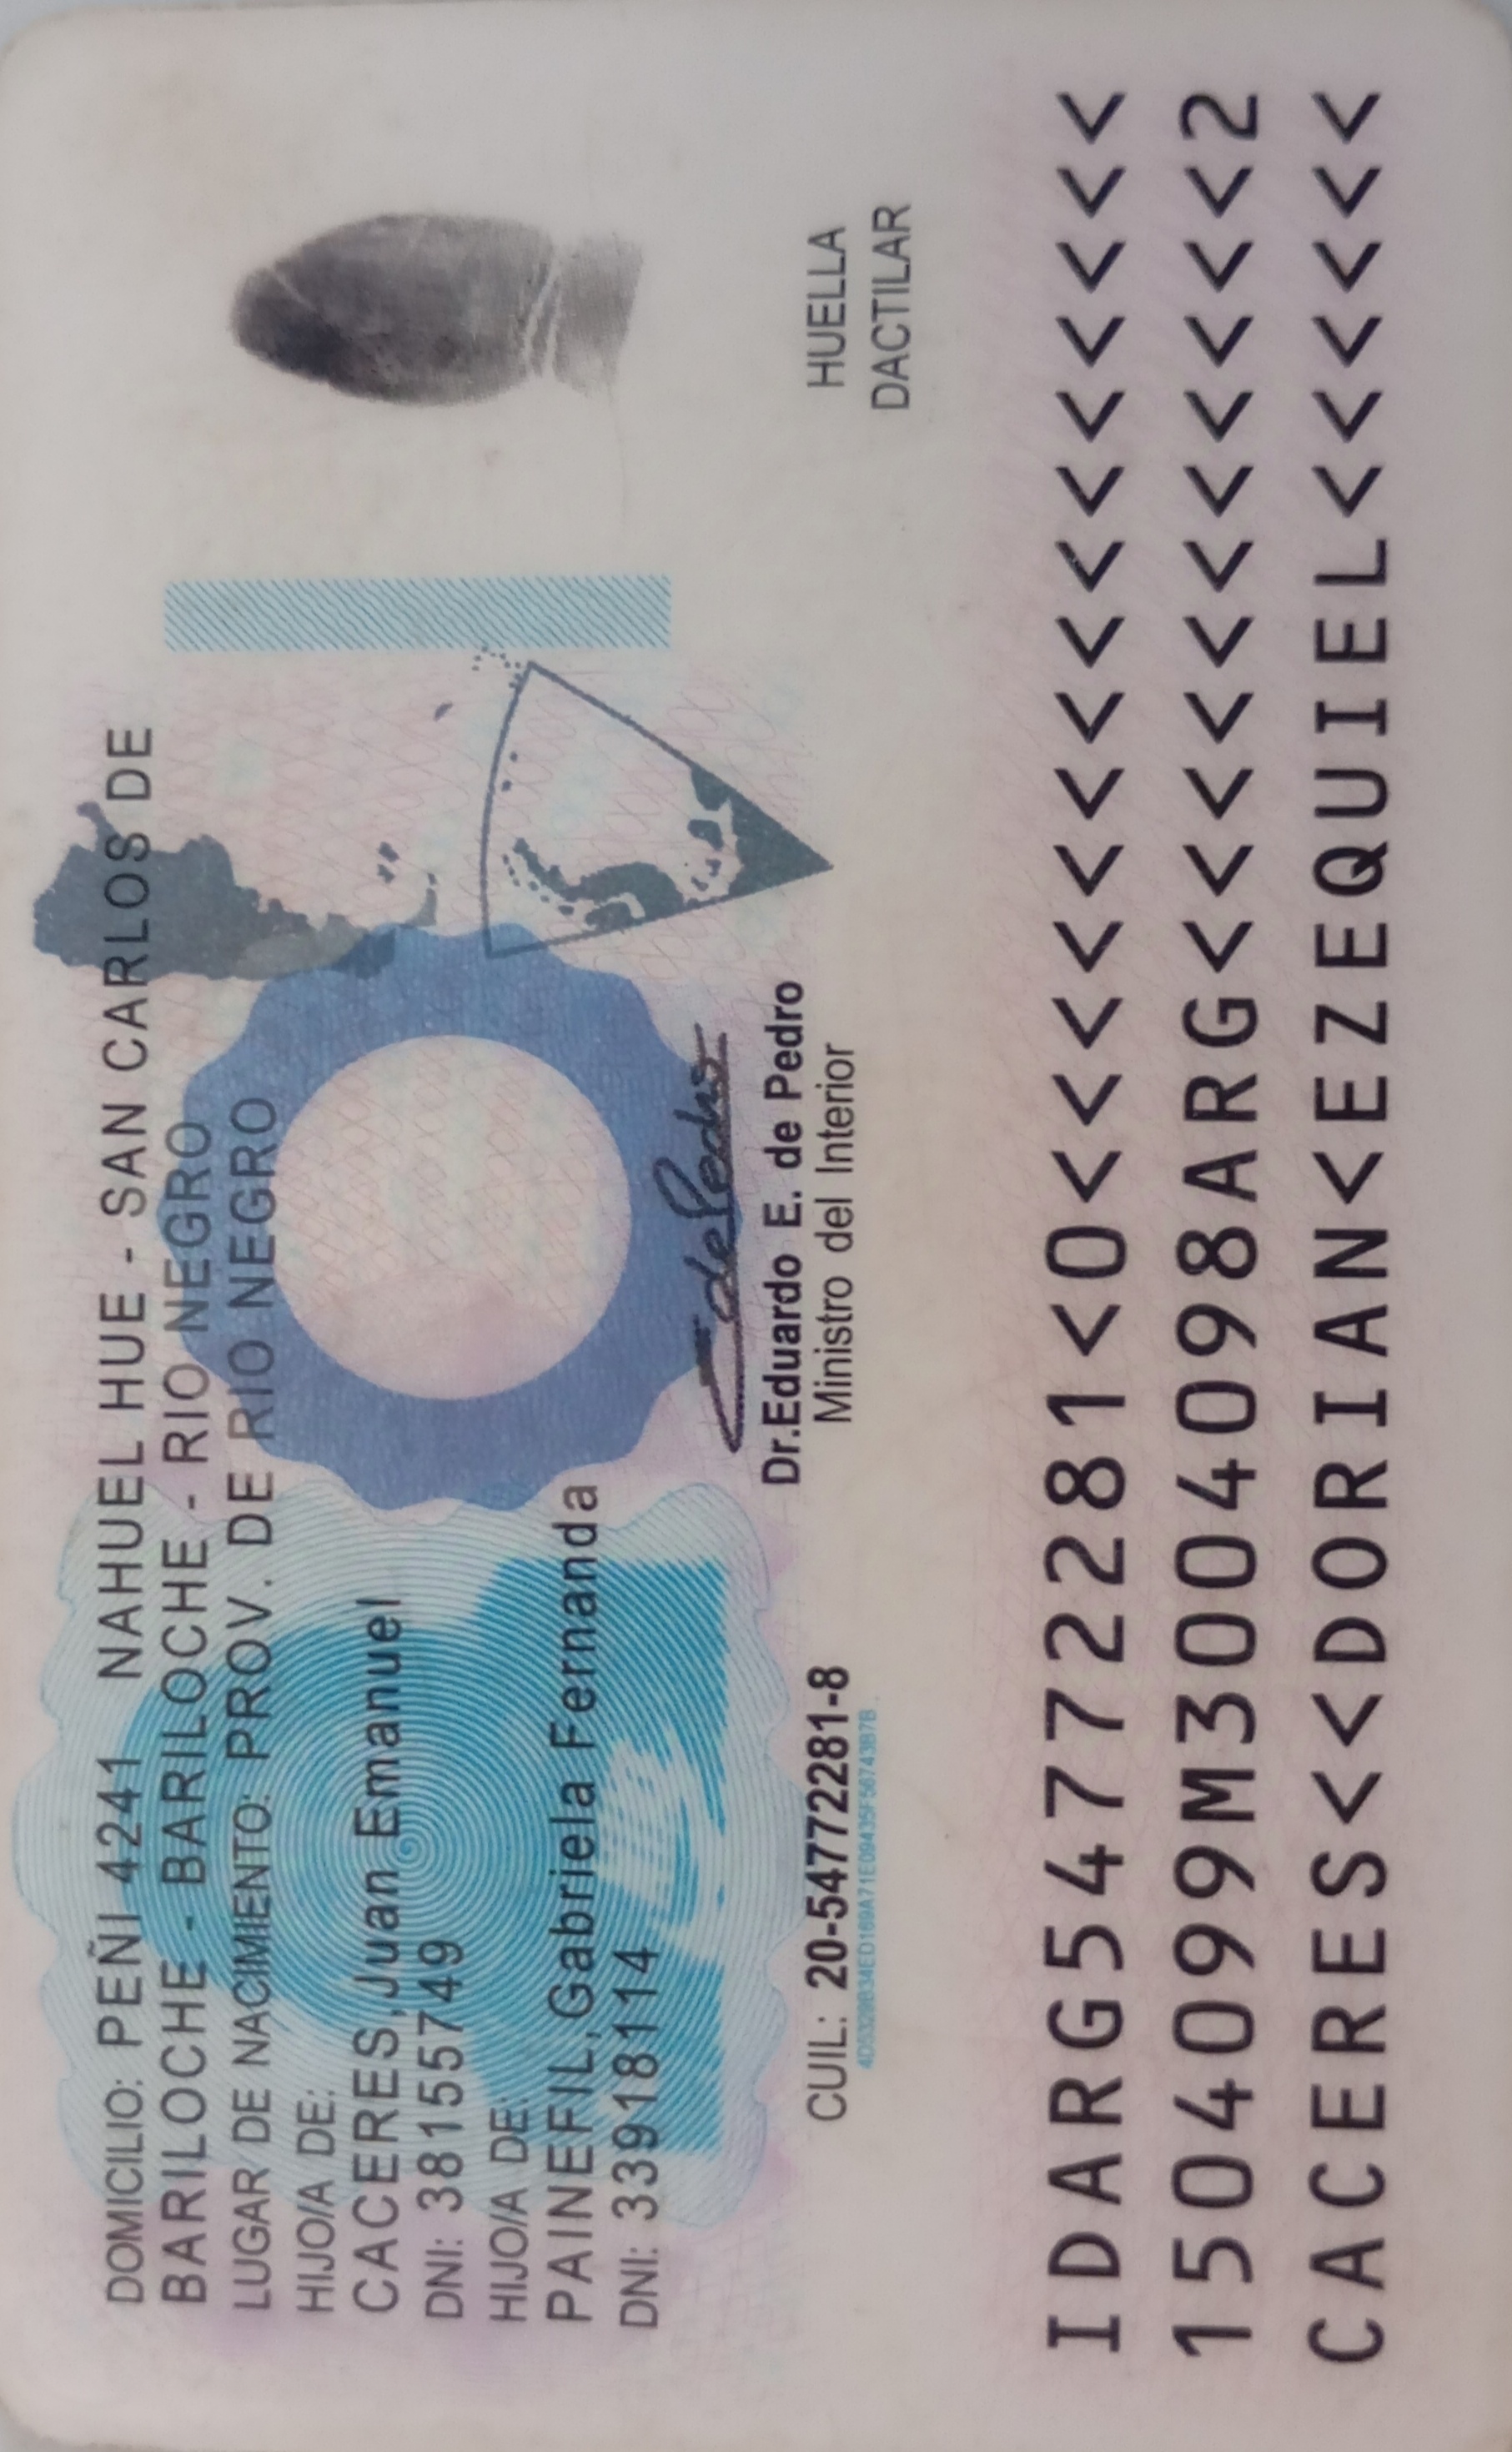 DOMICILIO: PEÑI 4241 NAHUEL HUE - SAN CARLOS DE
BARILOCHE - BARILOCHE - RIO NEGRO
LUGAR DE NACIMIENTO: PROV. DE RIO NEGRO
HIJO/A DE:
CACERES,Juan Emanuel
DNI: 38155749
HIJO/A DE:
PAINEFIL,Gabriela Fernanda
DNI: 33918114
E de Pedro
Dr.Eduardo E. de Pedro
Ministro del Interior
CUIL: 20-54772281-8
HUELLA
DACTILAR
IDARG54772281<0<<<<<<<<<<<<<<<
1504099M3004098ARG<<<<<<<<<<<2
CACERES<<DORIAN<EZEQUIEL<<<<<<